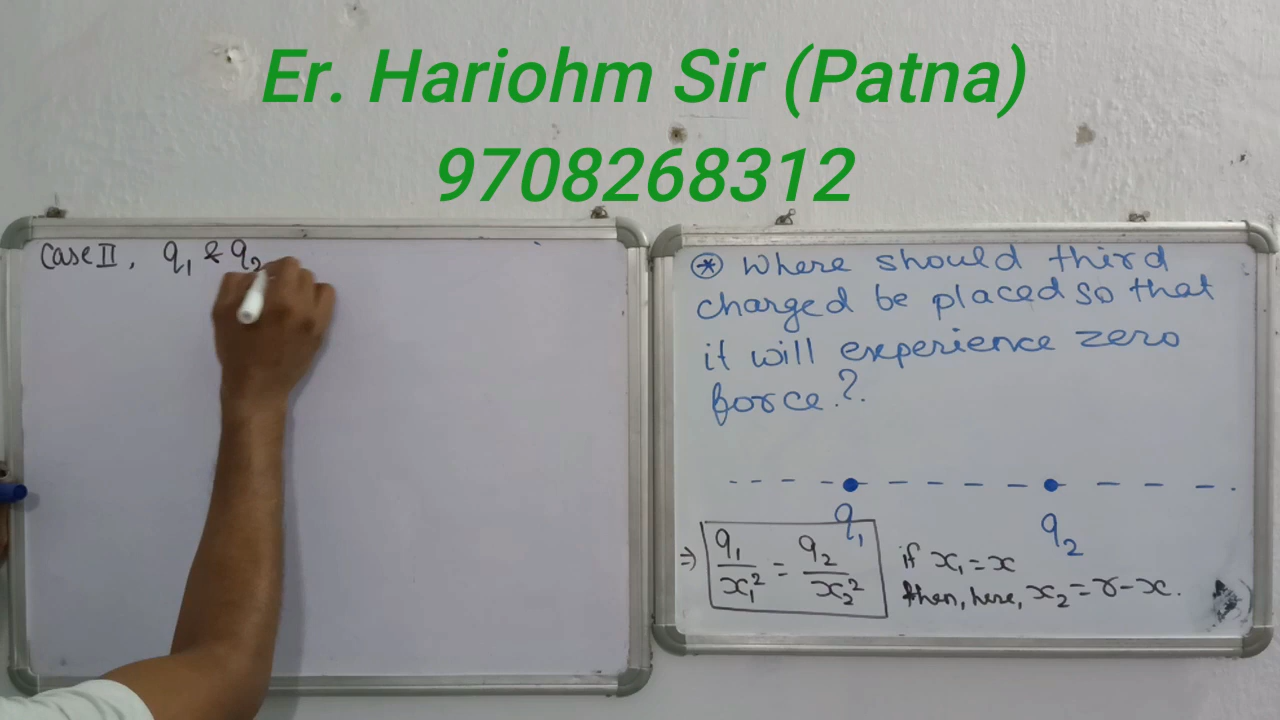 Er. Hariohm Sir (Patna)
9708268312
Case II, q1 & q2
⊛ Where should third
charged be placed so that
it will experience zero
force.?
q1
q2
⇒ q1/x1² = q2/x2²
if x1 = x
then, here, x2 = r - x.